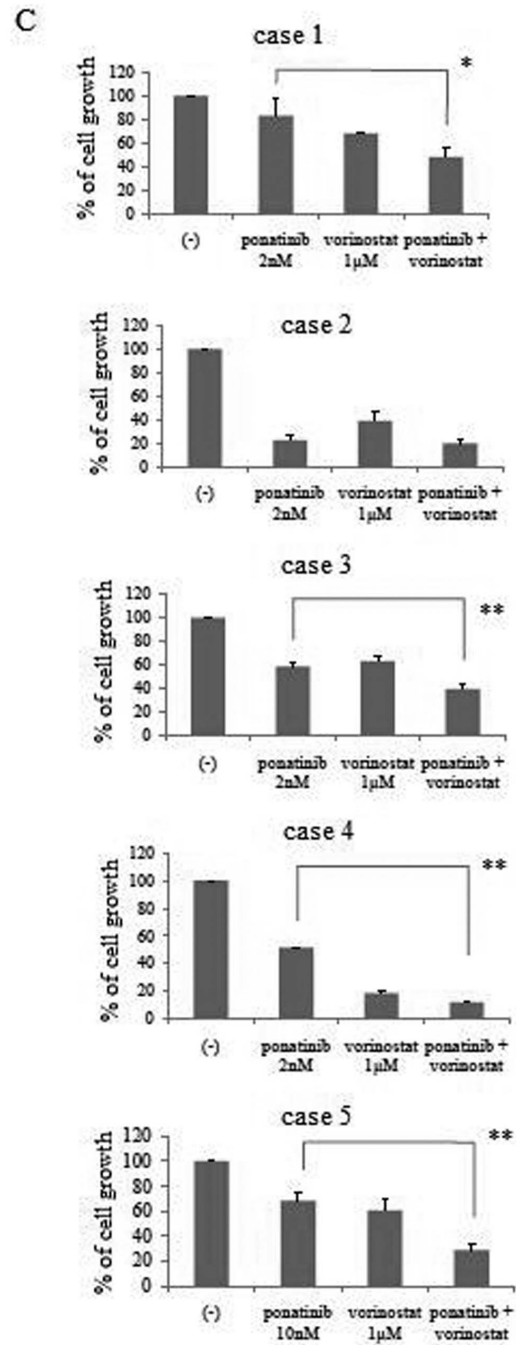 C
case 1
*
% of cell growth
120
100
80
60
40
20
0
(-) ponatinib vorinostat ponatinib +
2nM 1µM vorinostat
case 2
% of cell growth
120
100
80
60
40
20
0
(-) ponatinib vorinostat ponatinib +
2nM 1µM vorinostat
case 3
**
% of cell growth
120
100
80
60
40
20
0
(-) ponatinib vorinostat ponatinib +
2nM 1µM vorinostat
case 4
**
% of cell growth
120
100
80
60
40
20
0
(-) ponatinib vorinostat ponatinib +
2nM 1µM vorinostat
case 5
**
% of cell growth
120
100
80
60
40
20
0
(-) ponatinib vorinostat ponatinib +
10nM 1µM vorinostat